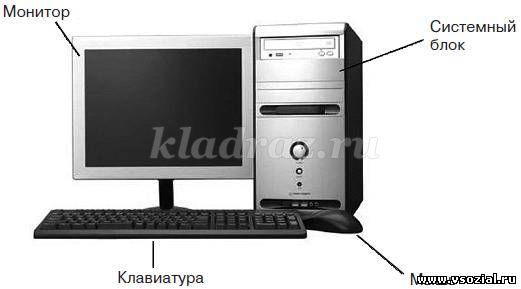 Монитор
Системный
блок
kladraz.ru
Клавиатура
www.vsozial.ru